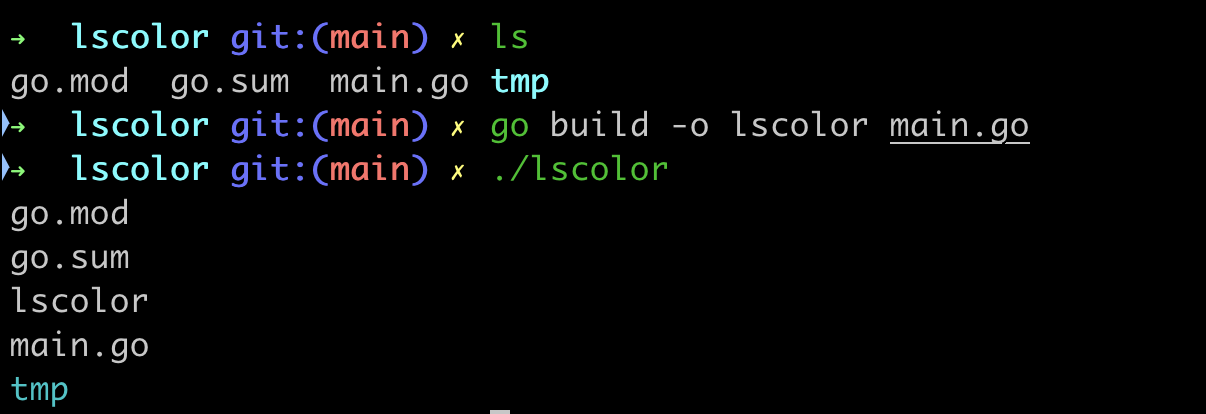 → lscolor git:(main) ✗ ls
go.mod go.sum main.go tmp
→ lscolor git:(main) ✗ go build -o lscolor main.go
→ lscolor git:(main) ✗ ./lscolor
go.mod
go.sum
lscolor
main.go
tmp